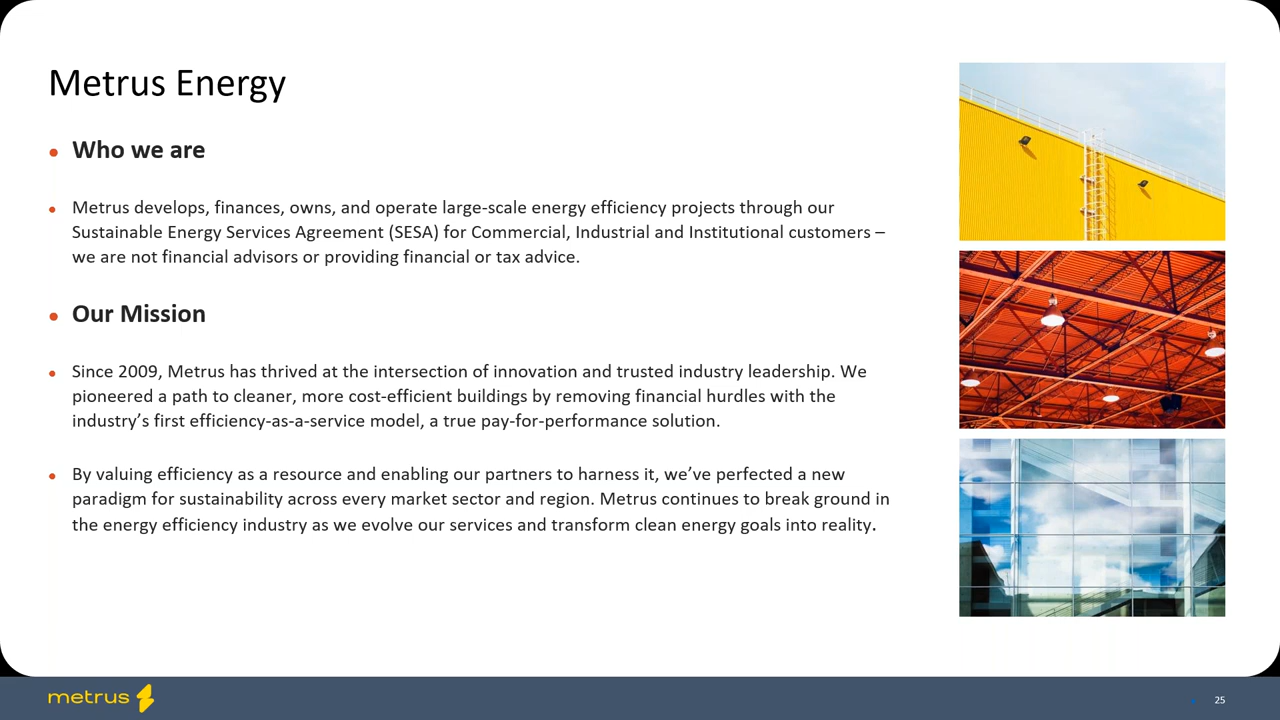 Metrus Energy
• Who we are
• Metrus develops, finances, owns, and operate large-scale energy efficiency projects through our
Sustainable Energy Services Agreement (SESA) for Commercial, Industrial and Institutional customers –
we are not financial advisors or providing financial or tax advice.
• Our Mission
• Since 2009, Metrus has thrived at the intersection of innovation and trusted industry leadership. We
pioneered a path to cleaner, more cost-efficient buildings by removing financial hurdles with the
industry’s first efficiency-as-a-service model, a true pay-for-performance solution.
• By valuing efficiency as a resource and enabling our partners to harness it, we’ve perfected a new
paradigm for sustainability across every market sector and region. Metrus continues to break ground in
the energy efficiency industry as we evolve our services and transform clean energy goals into reality.
metrus
25